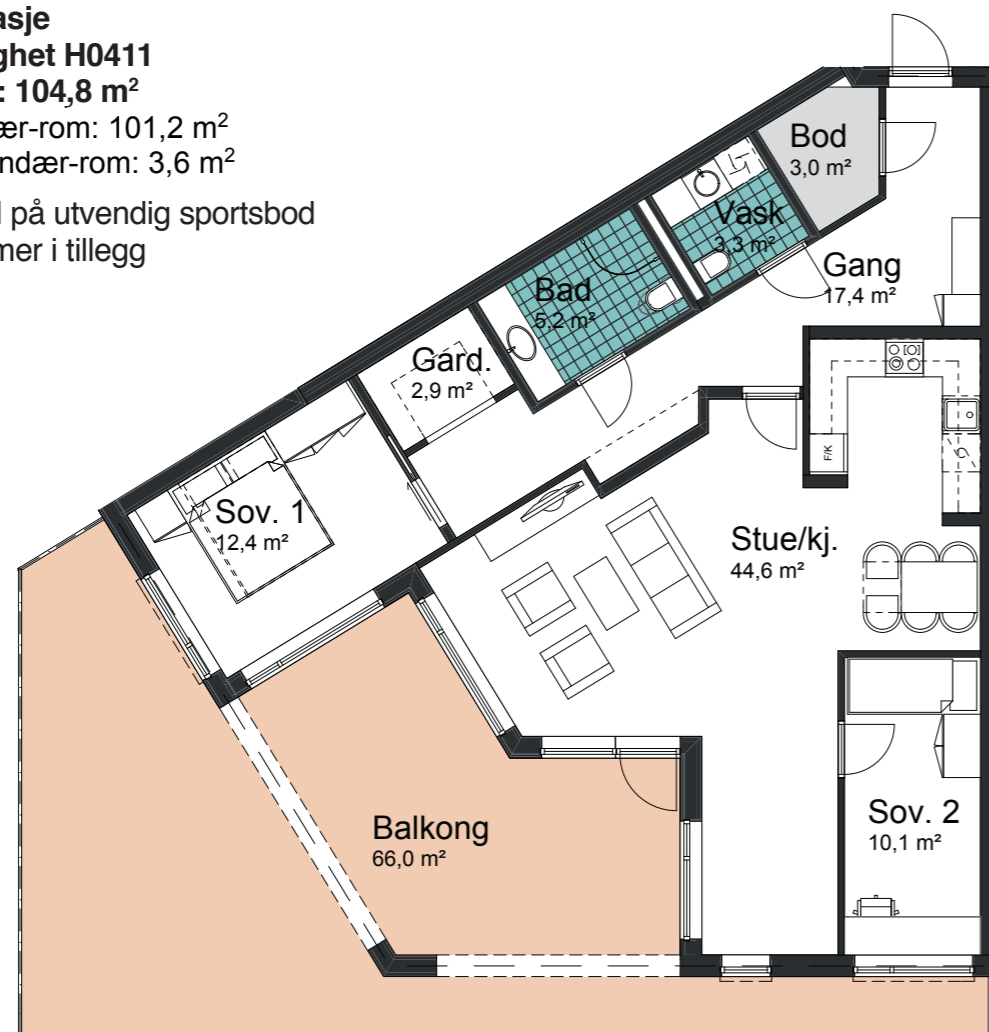 asje
ghet H0411
: 104,8 m²
ær-rom: 101,2 m²
ndær-rom: 3,6 m²
l på utvendig sportsbod
mer i tillegg
Bod
3,0 m²
Vask
3,3 m²
Gang
17,4 m²
Bad
5,2 m²
Gard.
2,9 m²
F/K
Sov. 1
12,4 m²
Stue/kj.
44,6 m²
Balkong
66,0 m²
Sov. 2
10,1 m²